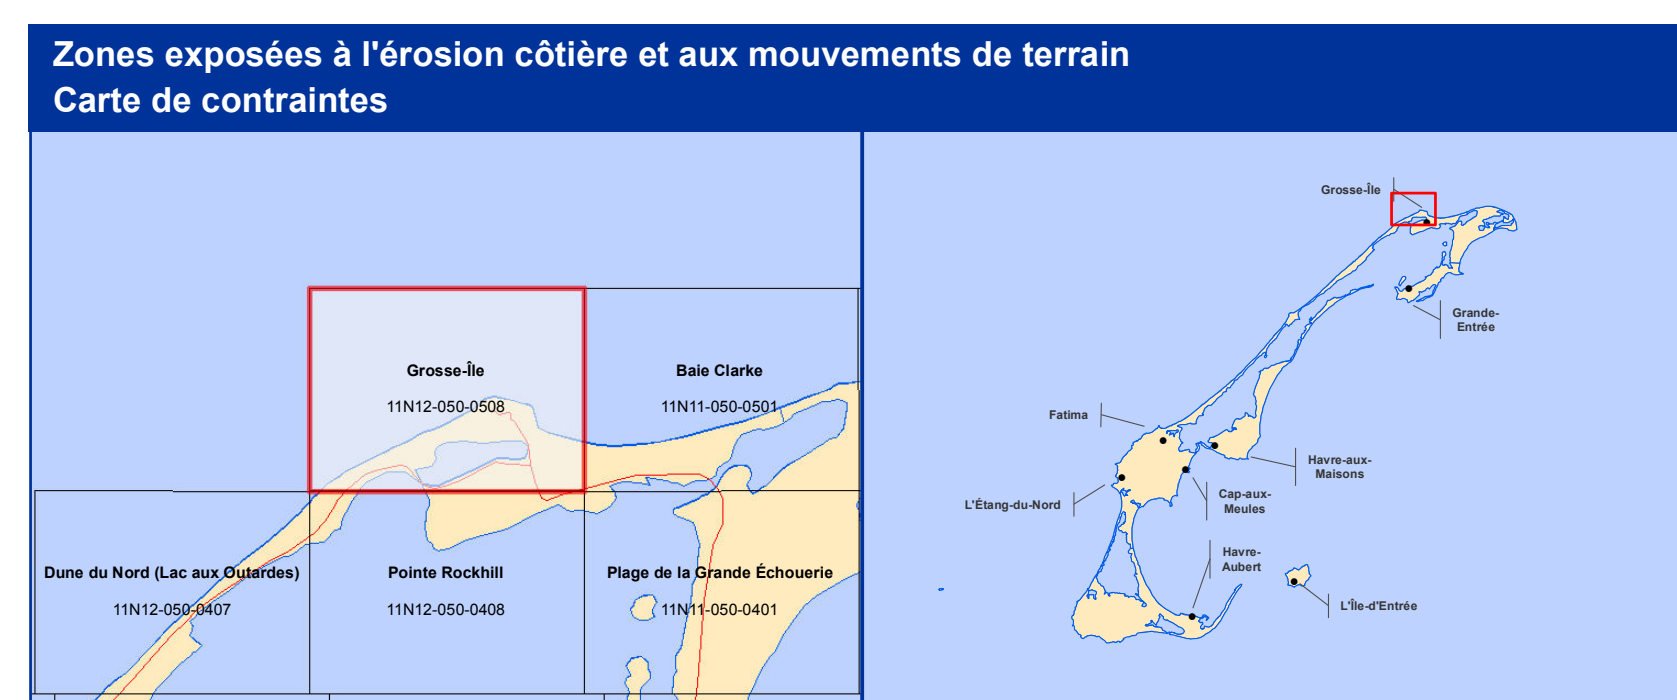 Zones exposées à l'érosion côtière et aux mouvements de terrain
Carte de contraintes
Grosse-Île
11N12-050-0508
Baie Clarke
11N11-050-0501
Dune du Nord (Lac aux Outardes)
11N12-050-0407
Pointe Rockhill
11N12-050-0408
Plage de la Grande Échouerie
11N11-050-0401
Grosse-Île
Grande-
Entrée
Fatima
Havre-aux-
Maisons
L'Étang-du-Nord
Cap-aux-
Meules
Havre-
Aubert
L'Île-d'Entrée